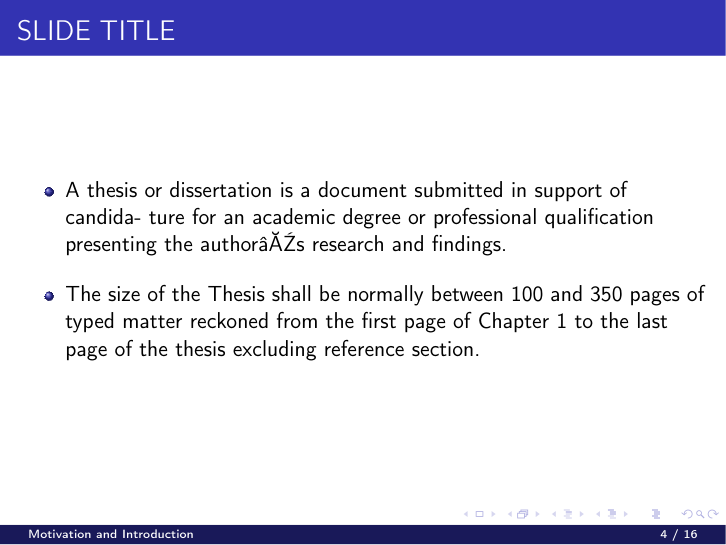 SLIDE TITLE
A thesis or dissertation is a document submitted in support of
candida- ture for an academic degree or professional qualification
presenting the authorâĂŹs research and findings.
The size of the Thesis shall be normally between 100 and 350 pages of
typed matter reckoned from the first page of Chapter 1 to the last
page of the thesis excluding reference section.
Motivation and Introduction
4 / 16